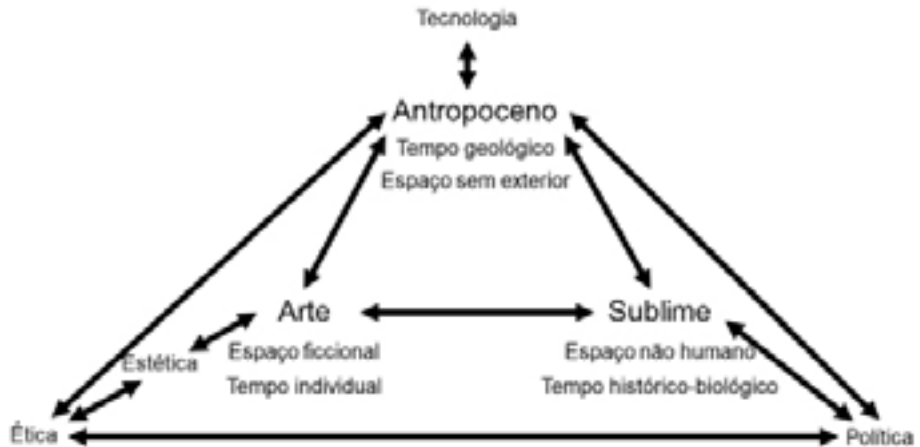 Tecnologia
Antropoceno
Tempo geológico
Espaço sem exterior
Arte
Sublime
Espaço ficcional
Espaço não humano
Estética
Tempo individual
Tempo histórico-biológico
Ética
Política